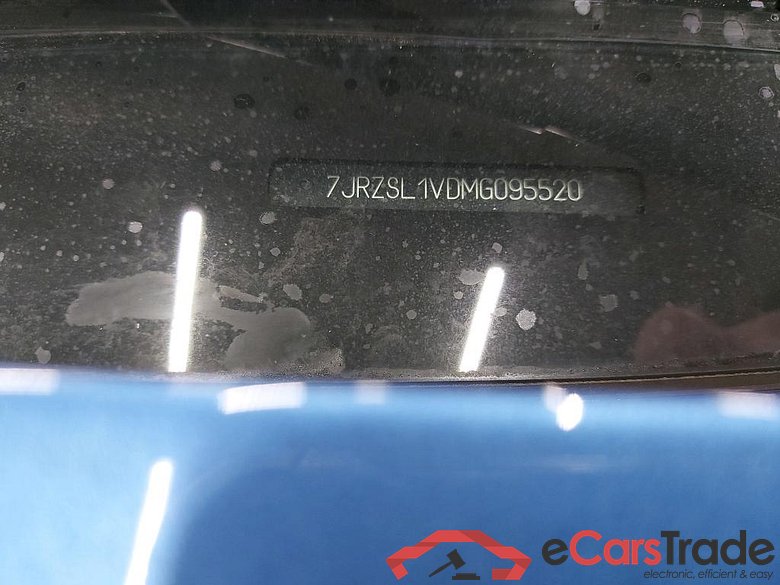 7JRZSL1VDMG095520
eCarsTrade
electronic, efficient & easy